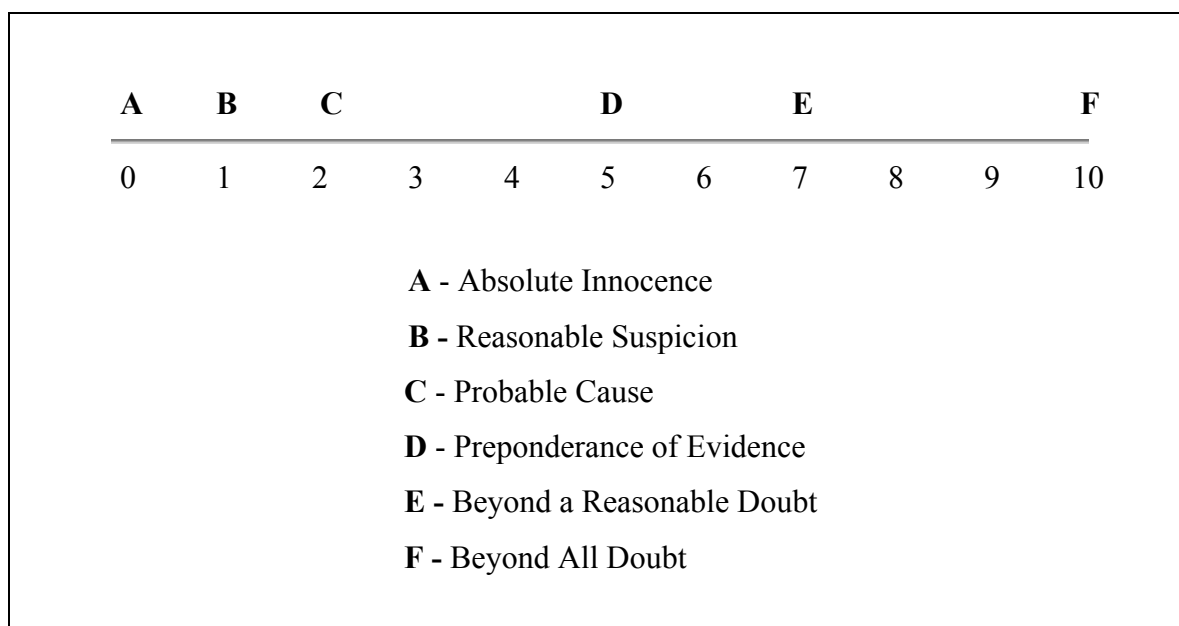 A B C D E F
0 1 2 3 4 5 6 7 8 9 10
A - Absolute Innocence
B - Reasonable Suspicion
C - Probable Cause
D - Preponderance of Evidence
E - Beyond a Reasonable Doubt
F - Beyond All Doubt